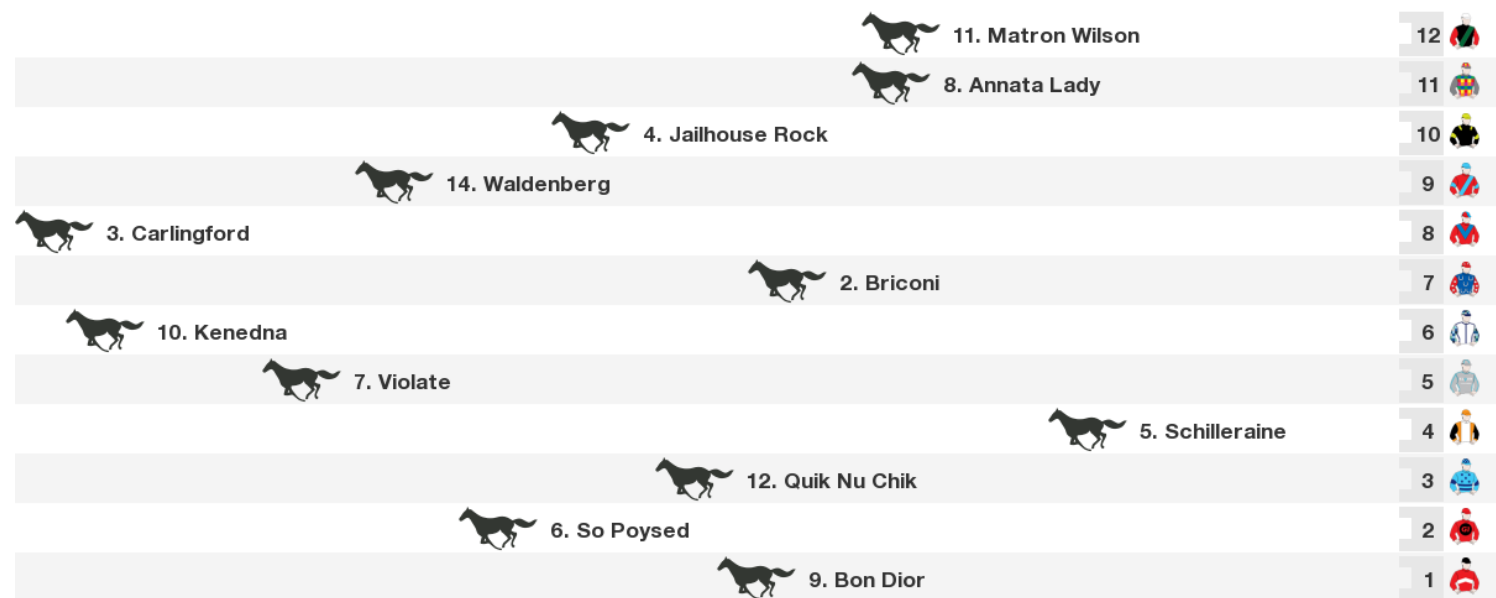 11. Matron Wilson 12
8. Annata Lady 11
4. Jailhouse Rock 10
14. Waldenberg 9
3. Carlingford 8
2. Briconi 7
10. Kenedna 6
7. Violate 5
5. Schilleraine 4
12. Quik Nu Chik 3
6. So Poysed 2
9. Bon Dior 1